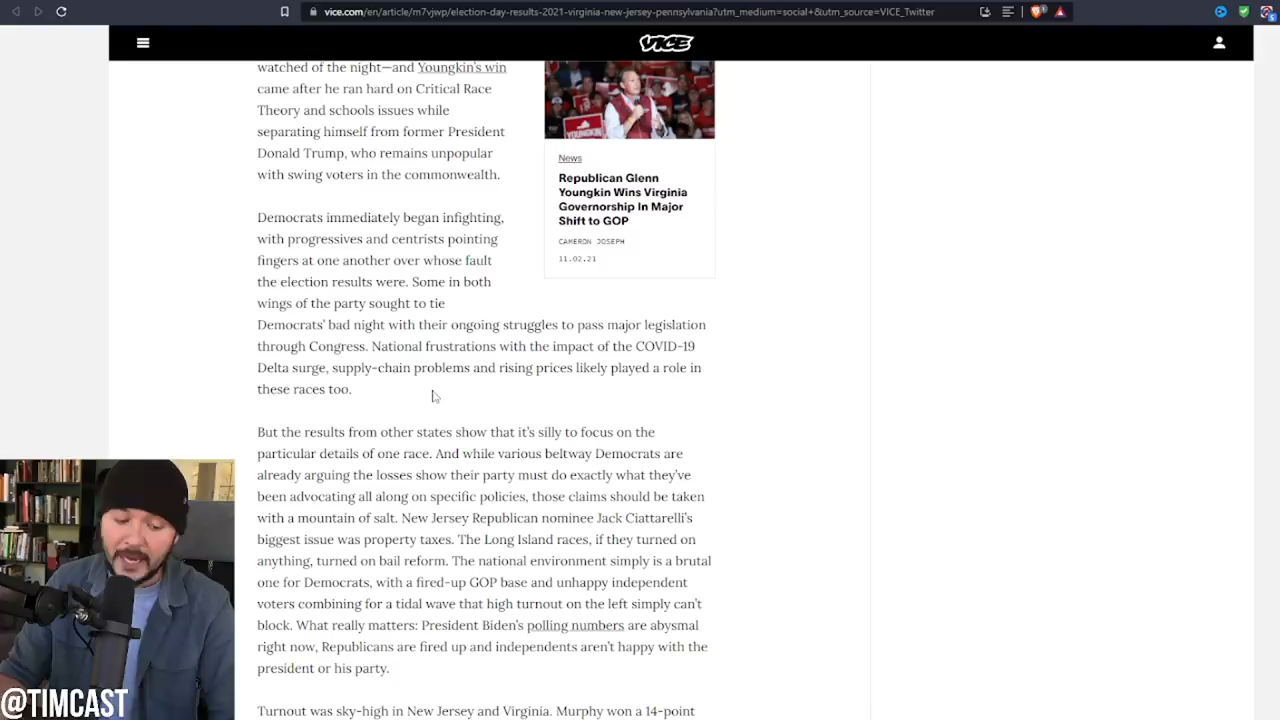 vice.com/en/article/m7vjwp/election-day-results-2021-virginia-new-jersey-pennsylvania?utm_medium=social+&utm_source=VICE_Twitter
VICE
watched of the night—and Youngkin's win
came after he ran hard on Critical Race
Theory and schools issues while
separating himself from former President
Donald Trump, who remains unpopular
with swing voters in the commonwealth.
YOUNGKIN
News
Republican Glenn
Youngkin Wins Virginia
Governorship In Major
Shift to GOP
CAMERON JOSEPH
11.02.21
Democrats immediately began infighting,
with progressives and centrists pointing
fingers at one another over whose fault
the election results were. Some in both
wings of the party sought to tie
Democrats' bad night with their ongoing struggles to pass major legislation
through Congress. National frustrations with the impact of the COVID-19
Delta surge, supply-chain problems and rising prices likely played a role in
these races too.
But the results from other states show that it's silly to focus on the
particular details of one race. And while various beltway Democrats are
already arguing the losses show their party must do exactly what they've
been advocating all along on specific policies, those claims should be taken
with a mountain of salt. New Jersey Republican nominee Jack Ciattarelli's
biggest issue was property taxes. The Long Island races, if they turned on
anything, turned on bail reform. The national environment simply is a brutal
one for Democrats, with a fired-up GOP base and unhappy independent
voters combining for a tidal wave that high turnout on the left simply can't
block. What really matters: President Biden's polling numbers are abysmal
right now, Republicans are fired up and independents aren't happy with the
president or his party.
Turnout was sky-high in New Jersey and Virginia. Murphy won a 14-point
@TIMCAST